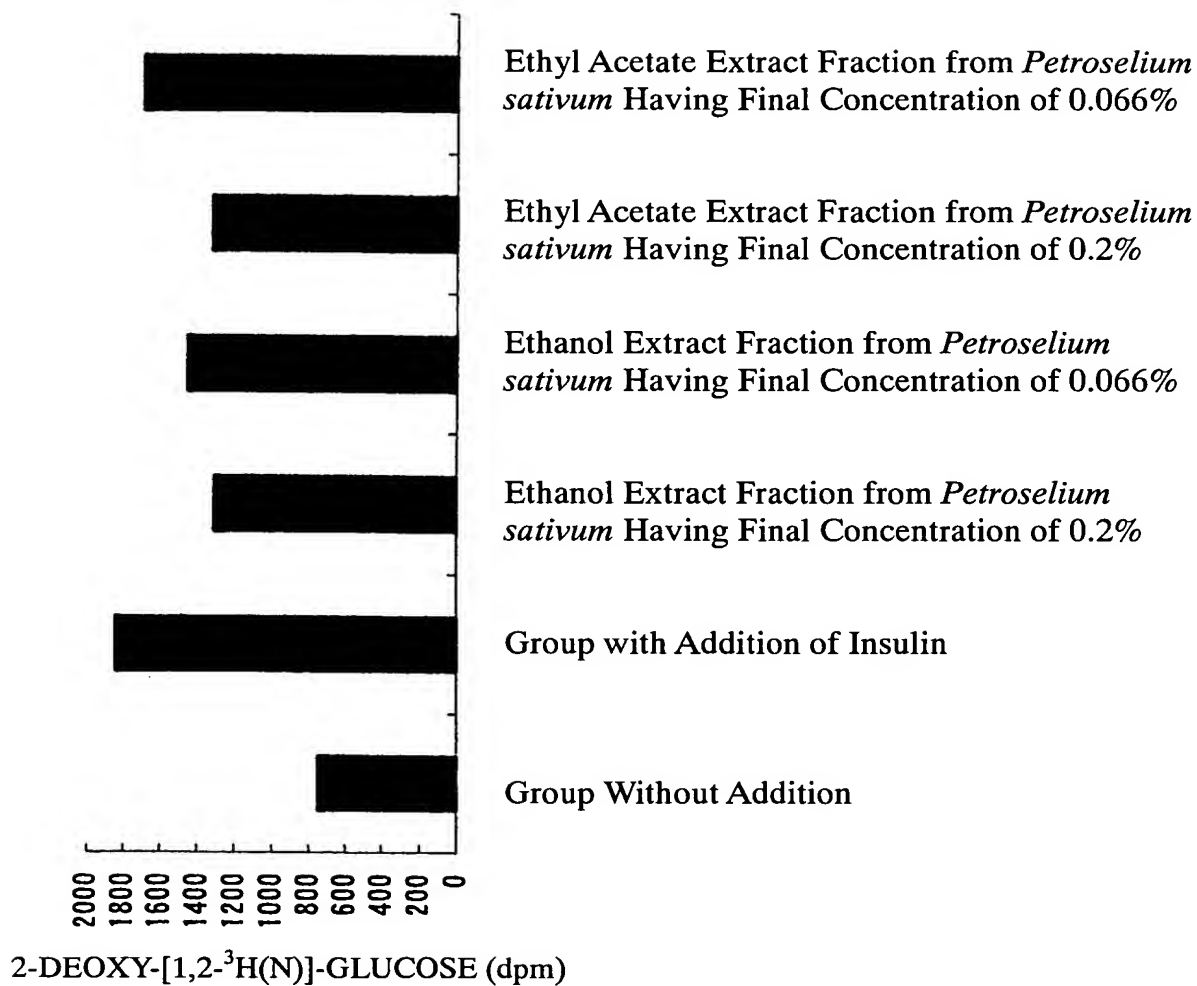 Ethyl Acetate Extract Fraction from Petroselium
sativum Having Final Concentration of 0.066%
Ethyl Acetate Extract Fraction from Petroselium
sativum Having Final Concentration of 0.2%
Ethanol Extract Fraction from Petroselium
sativum Having Final Concentration of 0.066%
Ethanol Extract Fraction from Petroselium
sativum Having Final Concentration of 0.2%
Group with Addition of Insulin
Group Without Addition
2000
1800
1600
1400
1200
1000
800
600
400
200
0
2-DEOXY-[1,2-³H(N)]-GLUCOSE (dpm)